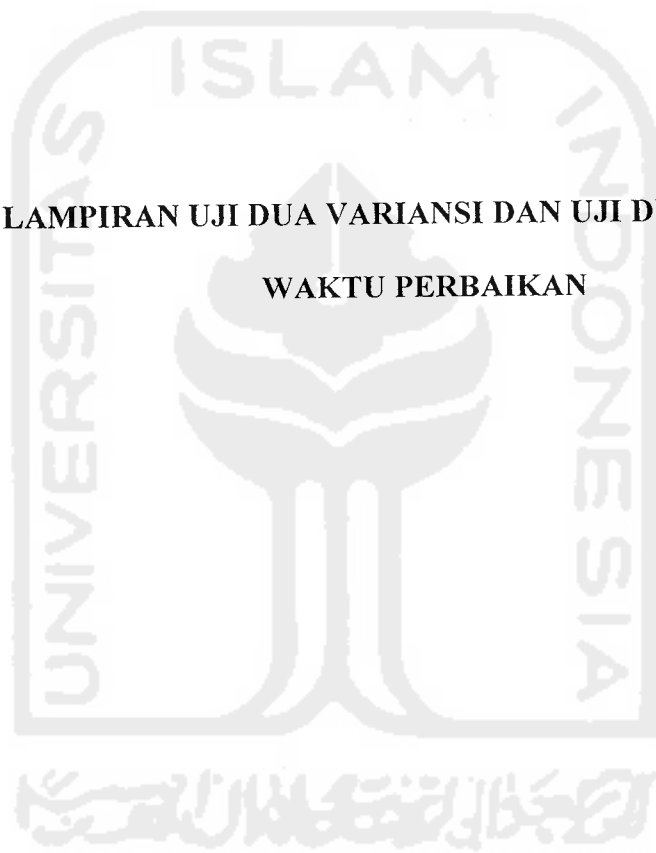 ISLAM
UNIVERSITAS
INDONESIA
LAMPIRAN UJI DUA VARIANSI DAN UJI
WAKTU PERBAIKAN